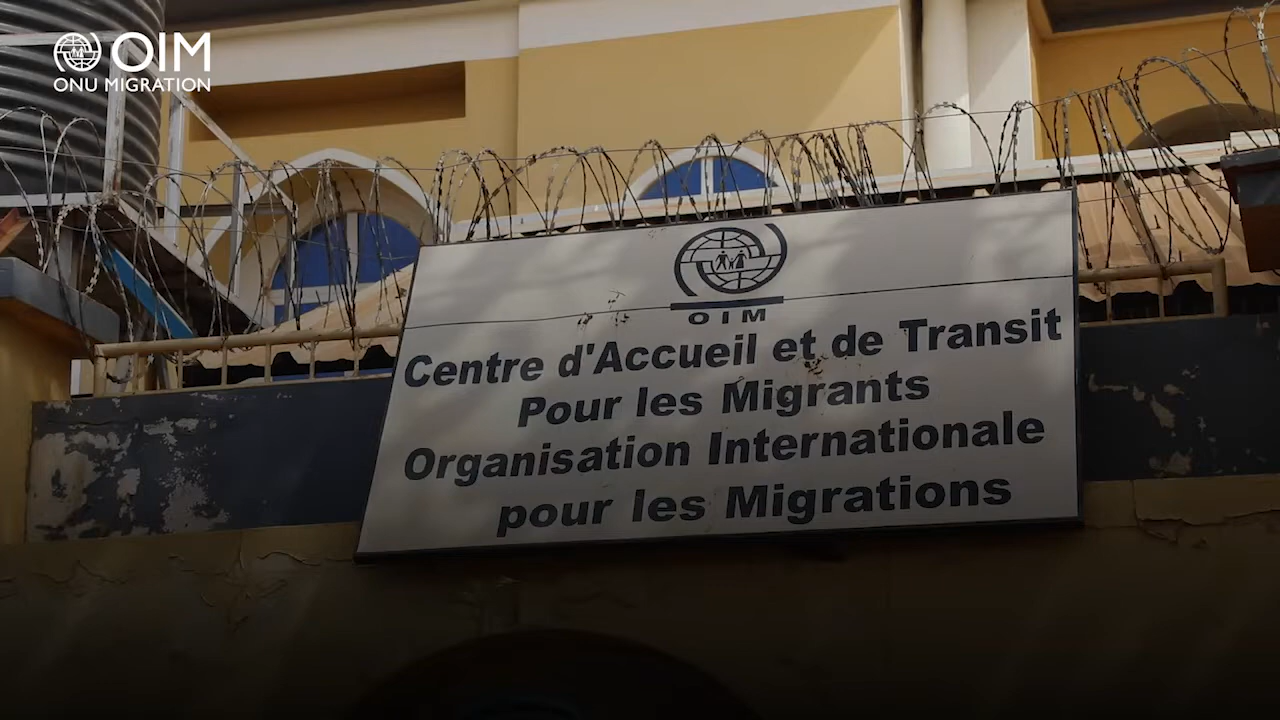 OIM
ONU MIGRATION
OIM
Centre d'Accueil et de Transit
Pour les Migrants
Organisation Internationale
pour les Migrations